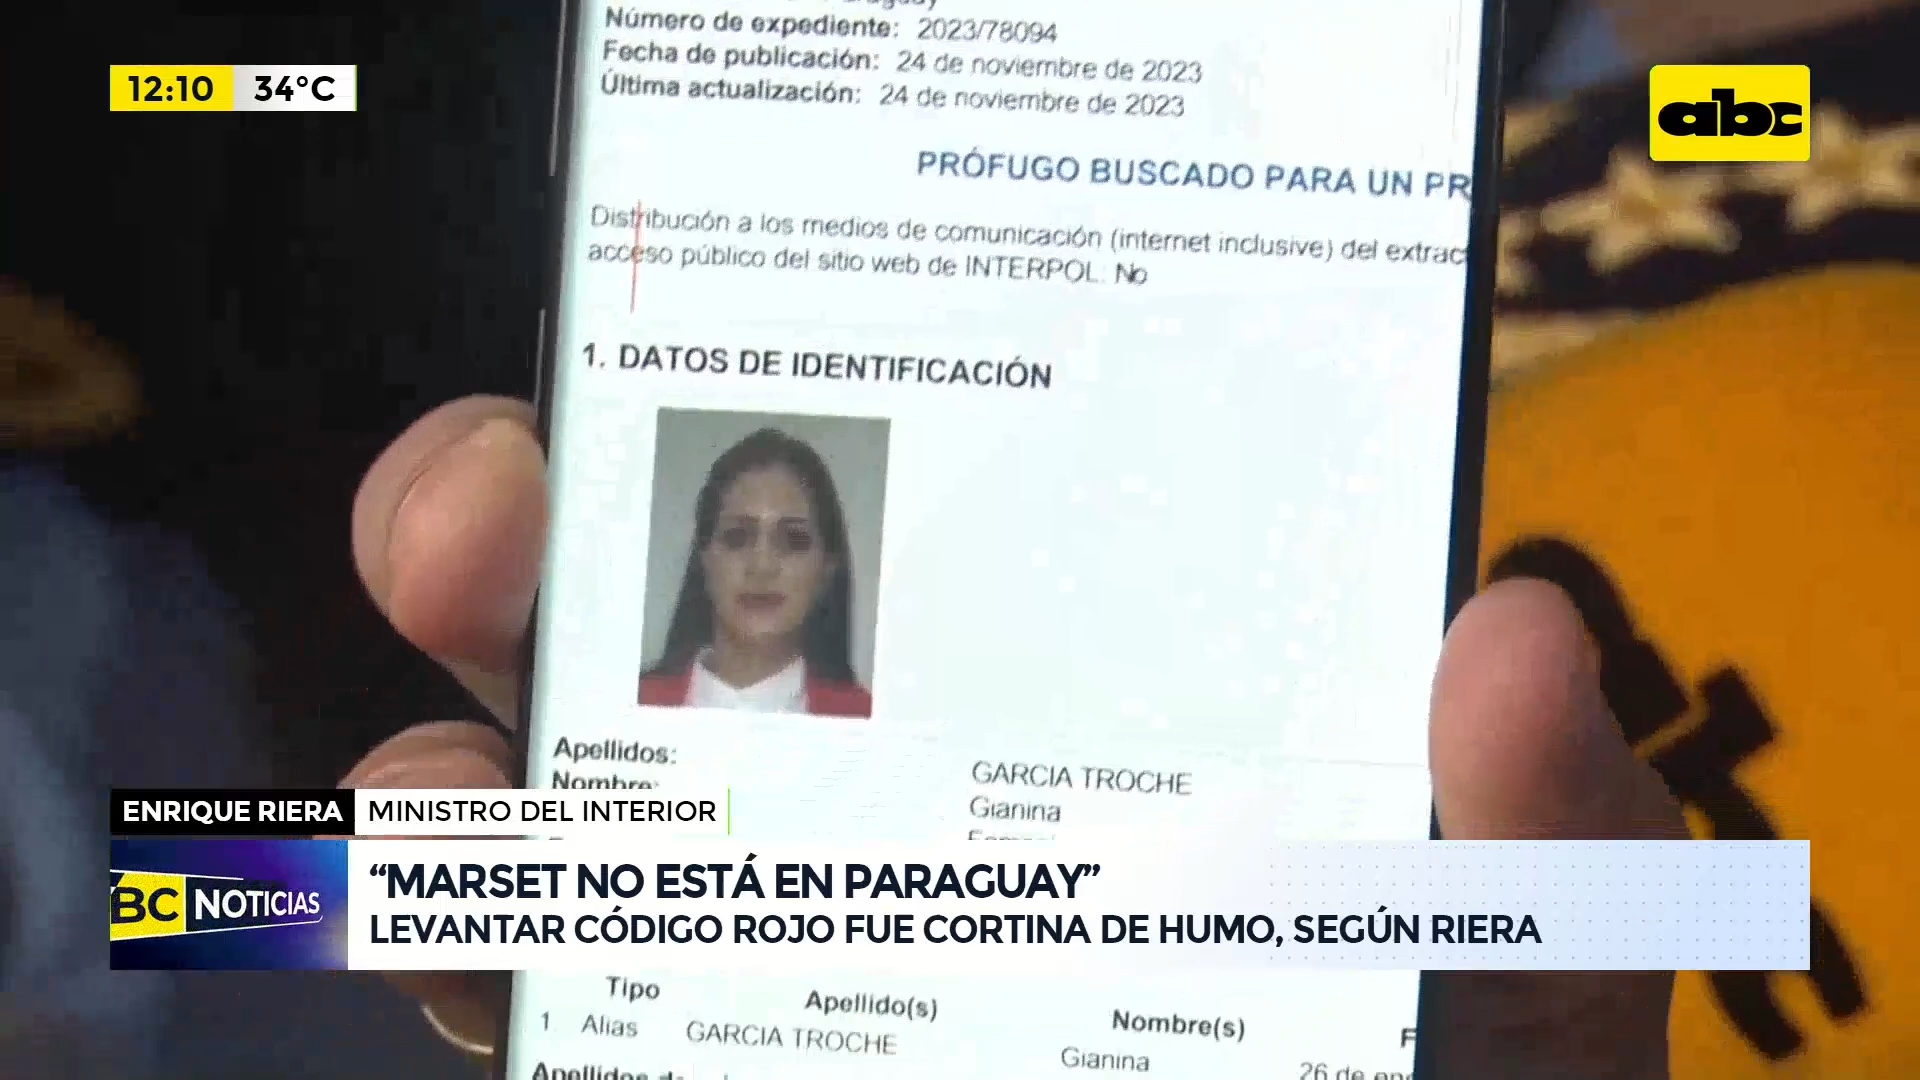 12:10 34°C
abc
Número de expediente: 2023/78094
Fecha de publicación: 24 de noviembre de 2023
Última actualización: 24 de noviembre de 2023
PRÓFUGO BUSCADO PARA UN PR
Distribución a los medios de comunicación (internet inclusive) del extrac
acceso público del sitio web de INTERPOL: No
1. DATOS DE IDENTIFICACIÓN
Apellidos: GARCIA TROCHE
Nombre: Gianina
ENRIQUE RIERA MINISTRO DEL INTERIOR
“MARSET NO ESTÁ EN PARAGUAY”
BC NOTICIAS
LEVANTAR CÓDIGO ROJO FUE CORTINA DE HUMO, SEGÚN RIERA
Tipo Apellido(s) Nombre(s) F
1. Alias GARCIA TROCHE Gianina 26 de